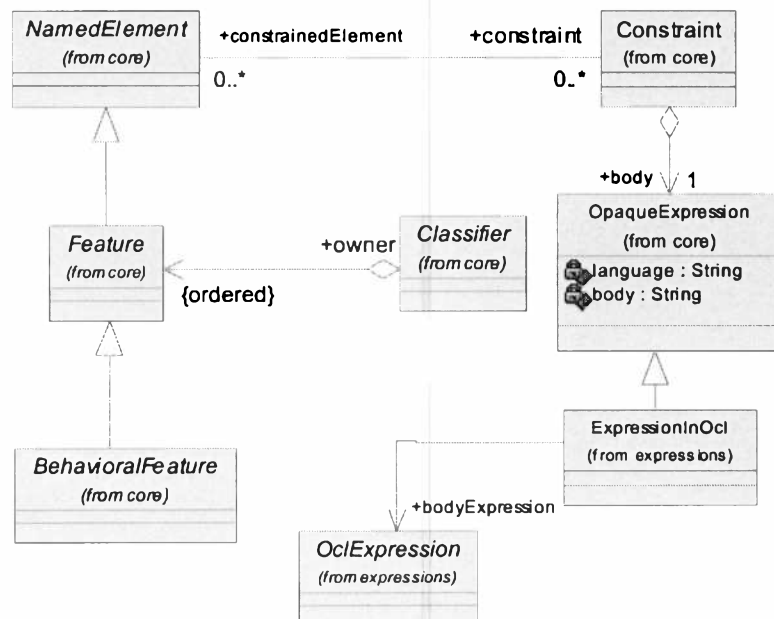 NamedElement
(from core)
+constrainedElement
0..*
+constraint
0..*
Constraint
(from core)
+body 1
OpaqueExpression
(from core)
language : String
body : String
Feature
(from core)
{ordered}
+owner
Classifier
(from core)
BehavioralFeature
(from core)
ExpressionInOcl
(from expressions)
+bodyExpression
OclExpression
(from expressions)